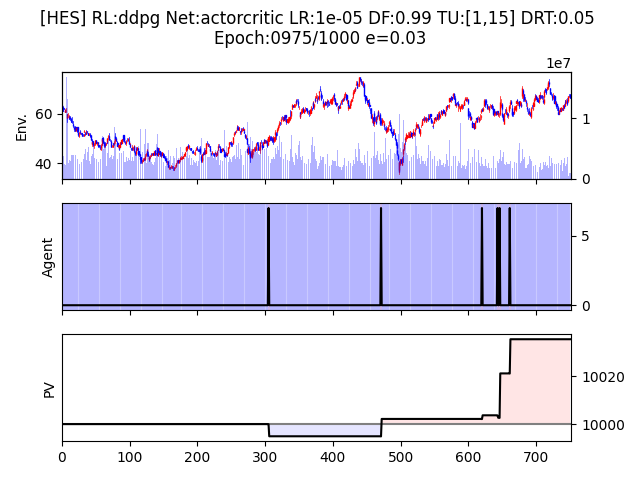 [HES] RL:ddpg Net:actorcritic LR:1e-05 DF:0.99 TU:[1,15] DRT:0.05
Epoch:0975/1000 e=0.03
1e7
60
40
Env.
1
0
Agent
5
0
PV
10020
10000
0 100 200 300 400 500 600 700